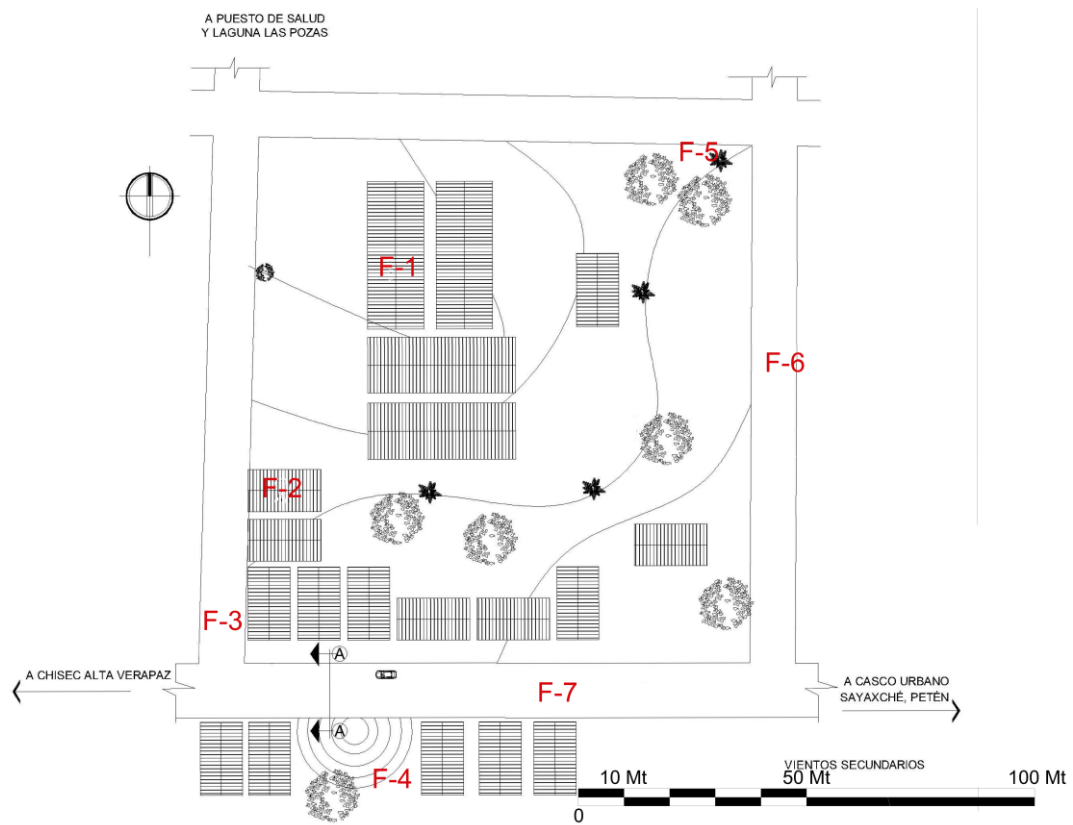 A PUESTO DE SALUD
Y LAGUNA LAS POZAS
F-5
F-1
F-6
F-2
F-3
A
A CHISEC ALTA VERAPAZ
F-7
A CASCO URBANO
SAYAXCHÉ, PETÉN
A
F-4
VIENTOS SECUNDARIOS
10 Mt 50 Mt 100 Mt
0